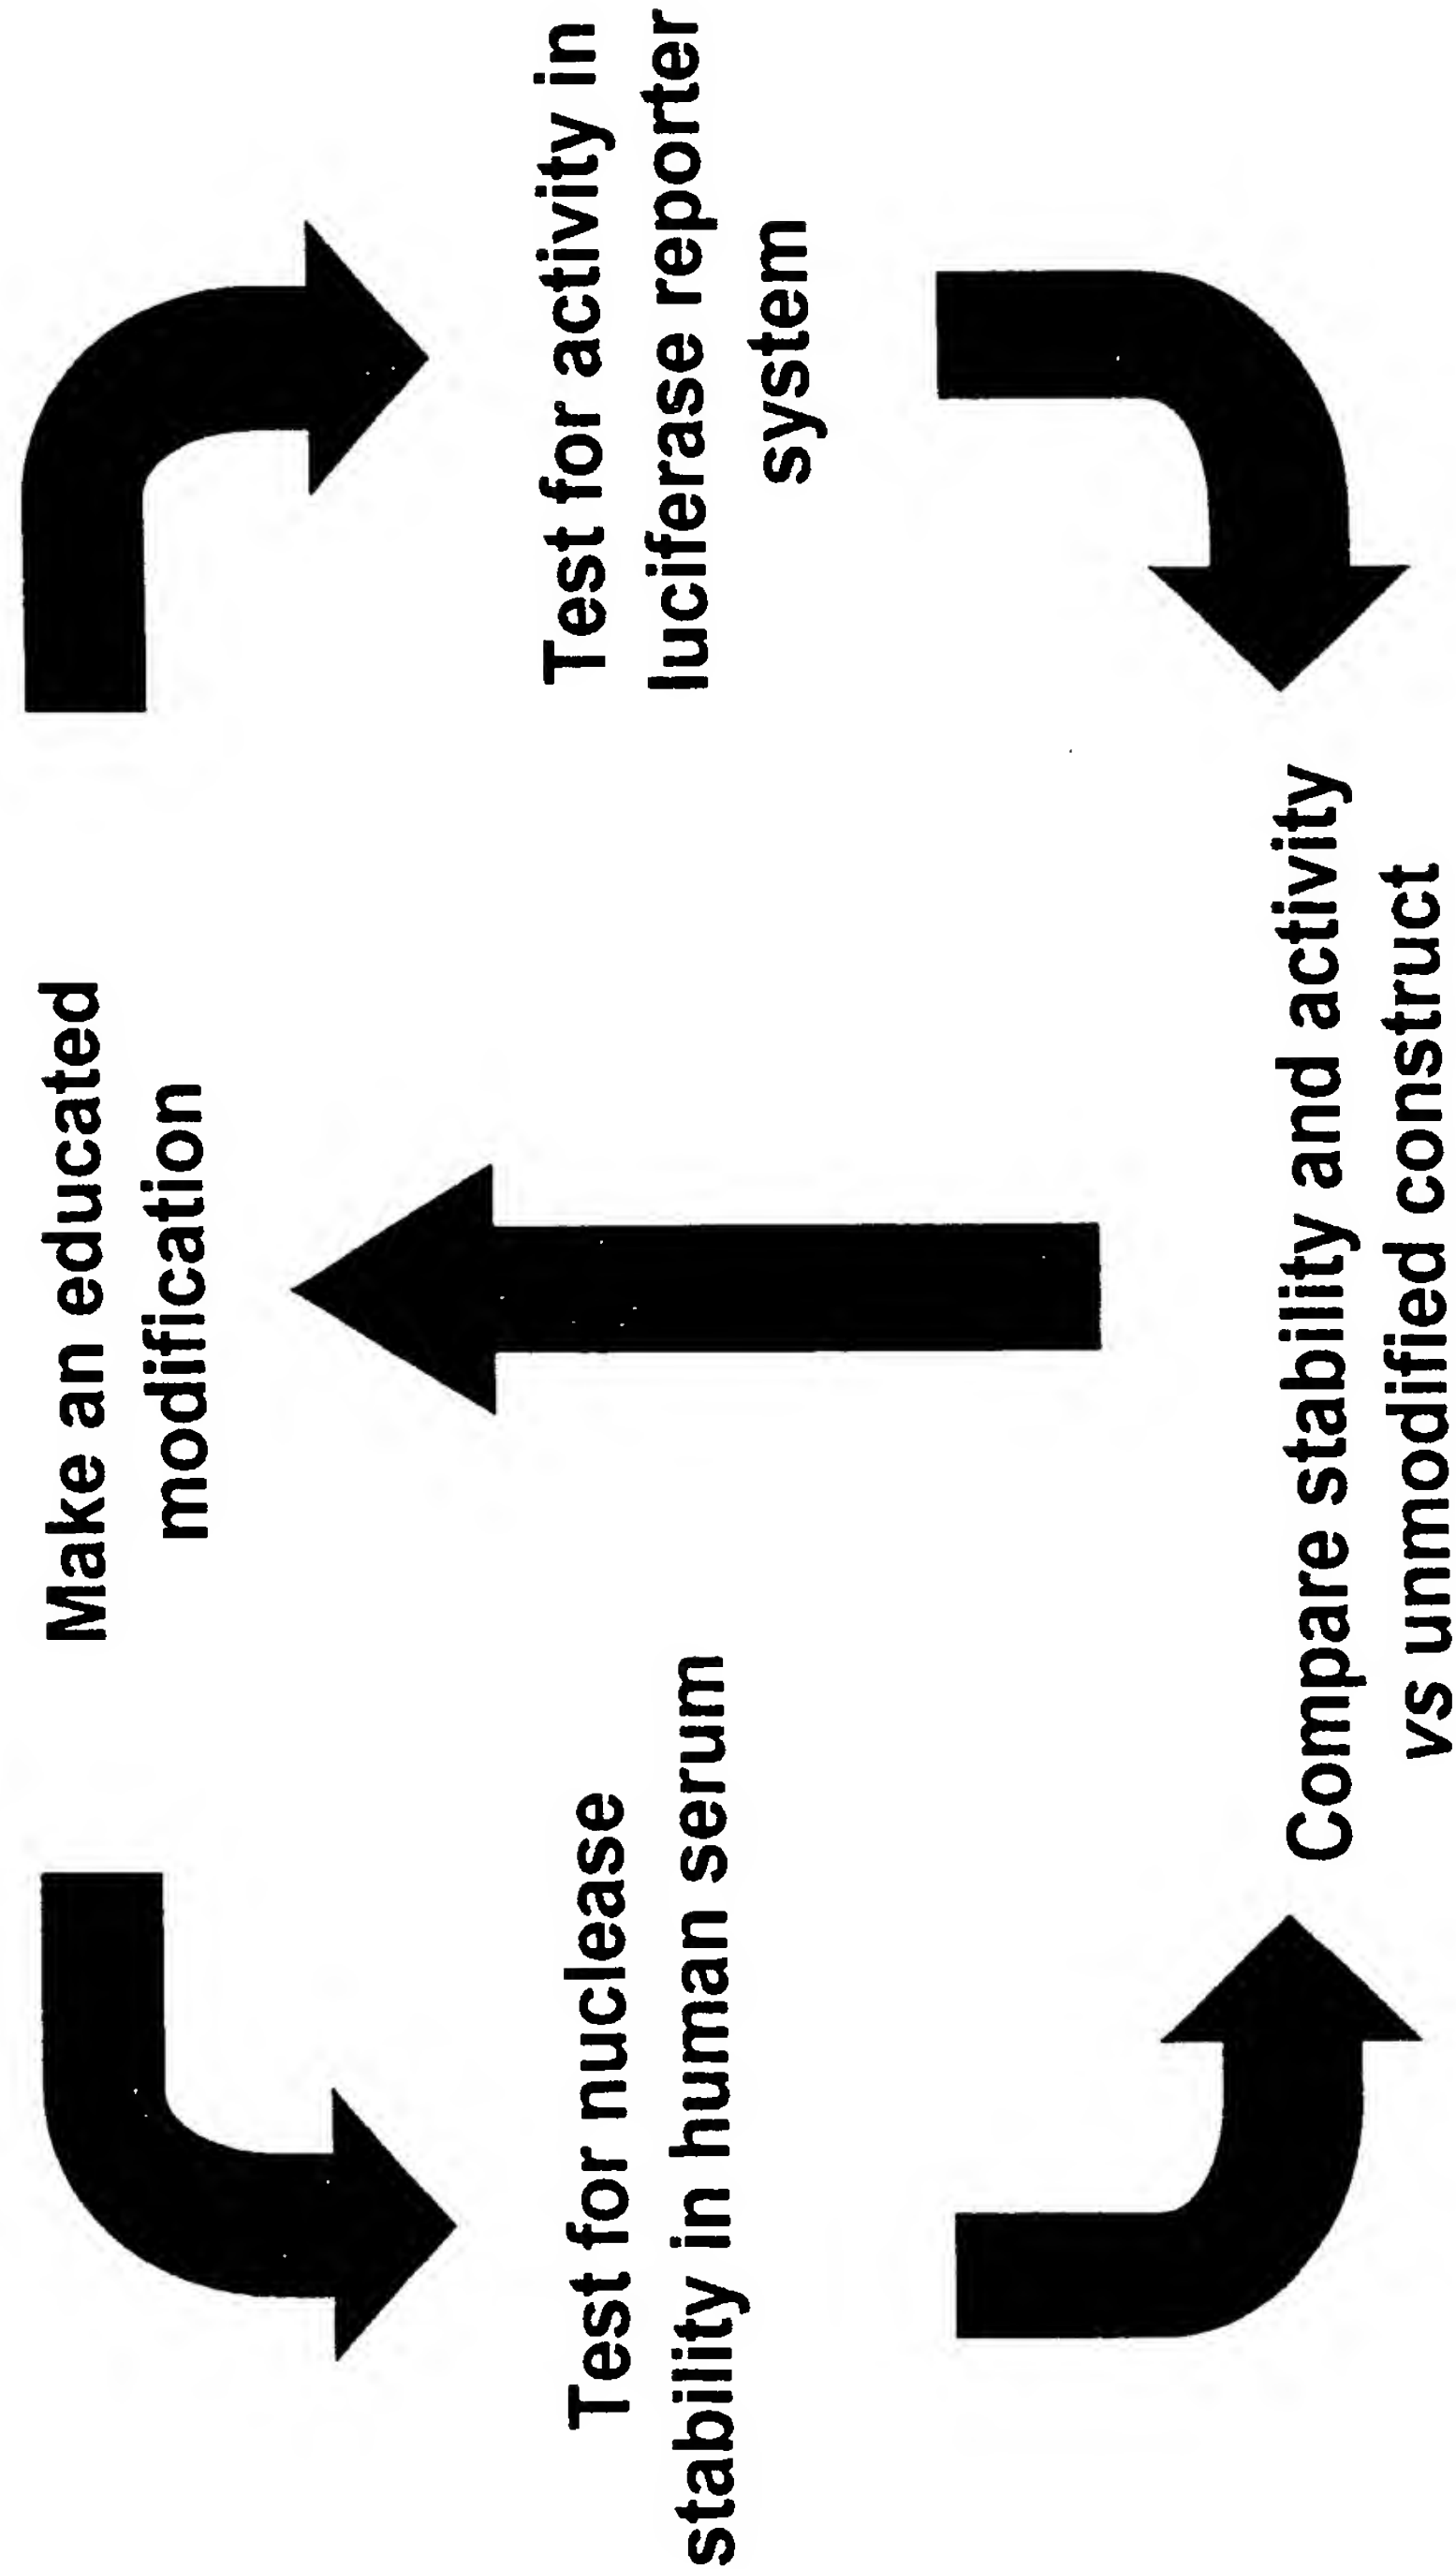 Make an educated
modification
Test for nuclease
stability in human serum
Test for activity in
luciferase reporter
system
Compare stability and activity
vs unmodified construct